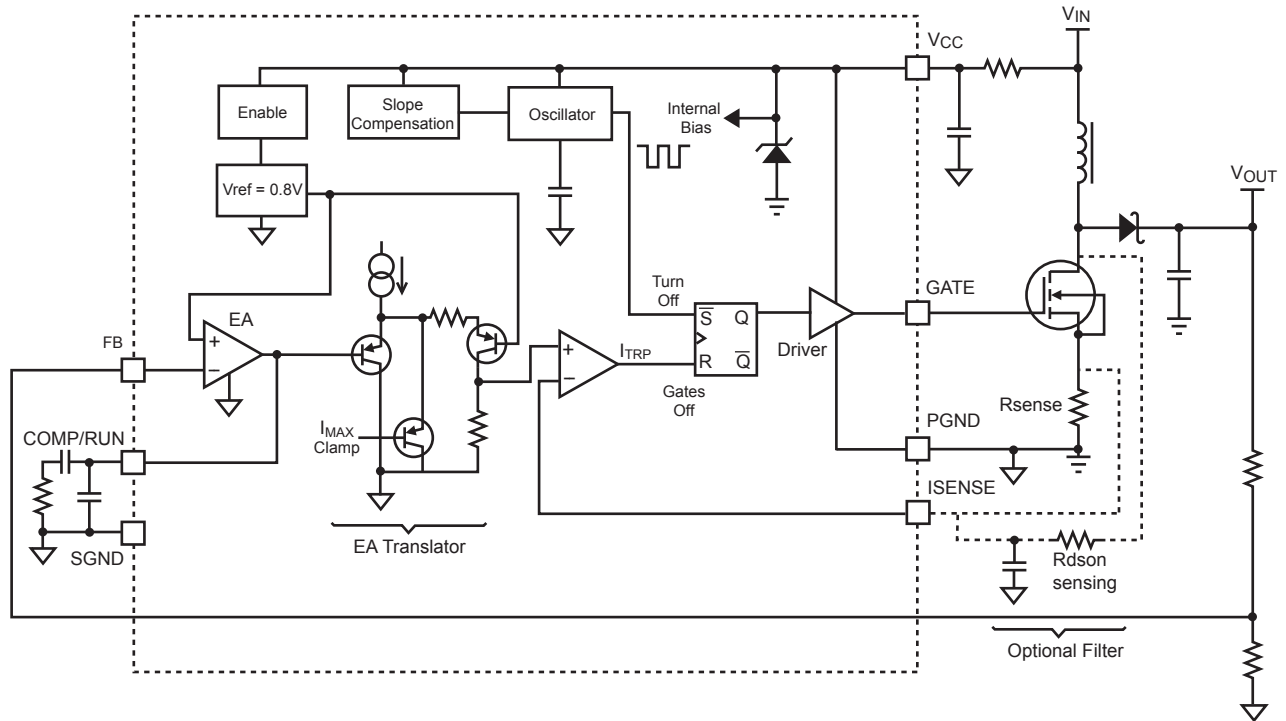 VIN
VCC
Enable
Slope
Compensation
Oscillator
Internal
Bias
Vref = 0.8V
VOUT
GATE
EA
FB
Turn
Off
S Q
R Q
Driver
ITRP
Gates
Off
Rsense
COMP/RUN
IMAX
Clamp
PGND
ISENSE
SGND
EA Translator
Rdson
sensing
Optional Filter
+
−
+
−